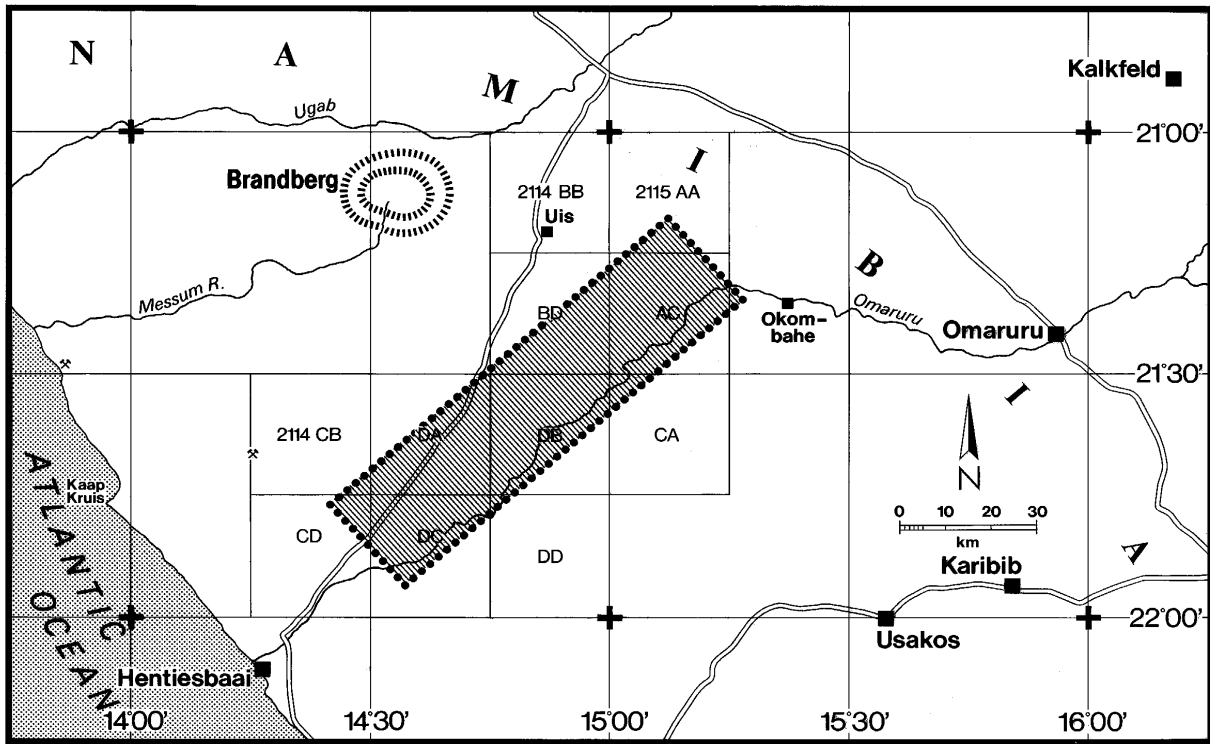 N A M I B I A
Kalkfeld
Ugab
21°00'
Brandberg
2114 BB
2115 AA
Uis
Messum R.
BD
AC
Okom-
bahe
Omaruru
Omaruru
21°30'
2114 CB
DA
DB
CA
Kaap
Kruis
N
0 10 20 30
km
CD
DC
DD
Karibib
ATLANTIC
OCEAN
22°00'
Usakos
Hentiesbaai
14°00'
14°30'
15°00'
15°30'
16°00'